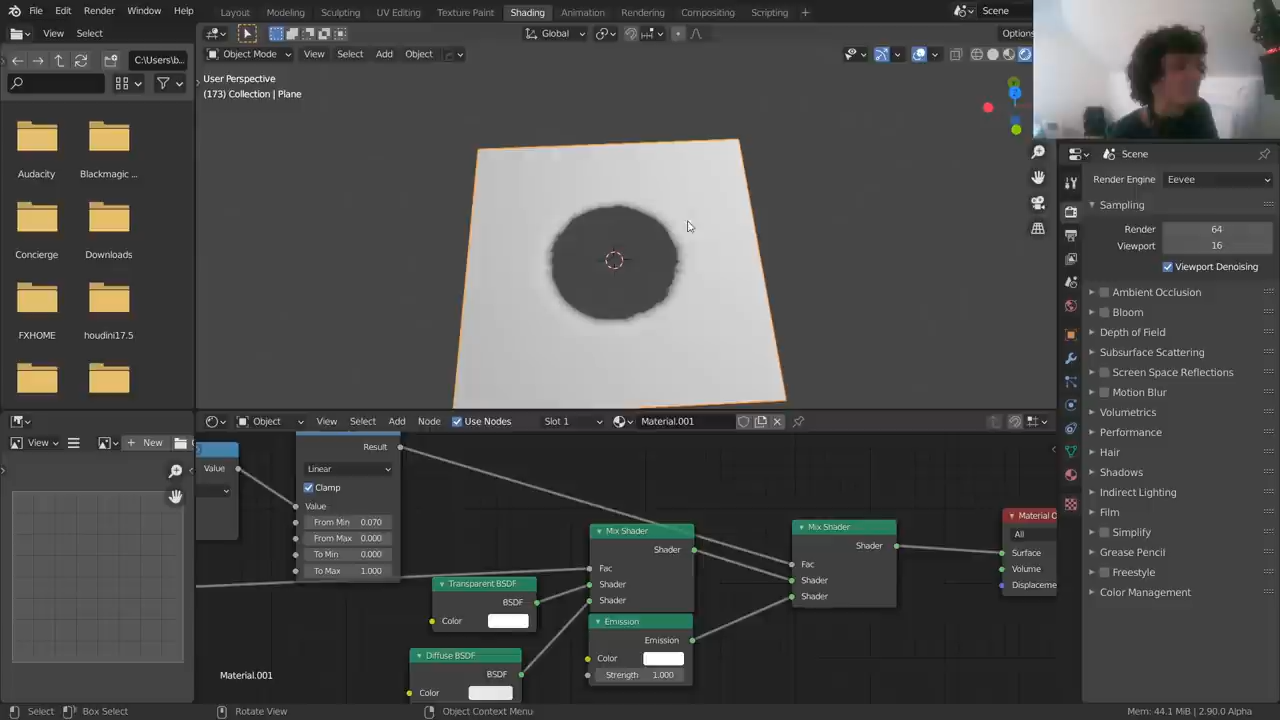 File Edit Render Window Help
Layout Modeling Sculpting UV Editing Texture Paint Shading Animation Rendering Compositing Scripting +
Scene
View Select
Global
Options
C:\Users\b...
Object Mode View Select Add Object
User Perspective
(173) Collection | Plane
Audacity
Blackmagic ...
Concierge
Downloads
FXHOME
houdini17.5
Scene
Render Engine Eevee
Sampling
Render 64
Viewport 16
Viewport Denoising
Ambient Occlusion
Bloom
Depth of Field
Subsurface Scattering
Screen Space Reflections
Motion Blur
Volumetrics
Performance
Hair
Shadows
Indirect Lighting
Film
Simplify
Grease Pencil
Freestyle
Color Management
View New
Object View Select Add Node Use Nodes Slot 1 Material.001
Value
Result
Linear
Clamp
Value
From Min 0.070
From Max 0.000
To Min 0.000
To Max 1.000
Transparent BSDF
BSDF
Color
Diffuse BSDF
BSDF
Color
Mix Shader
Shader
Fac
Shader
Shader
Emission
Emission
Color
Strength 1.000
Mix Shader
Shader
Fac
Shader
Shader
Material O
All
Surface
Volume
Displaceme
Material.001
Select Box Select Rotate View Object Context Menu
Mem: 44.1 MiB | 2.90.0 Alpha